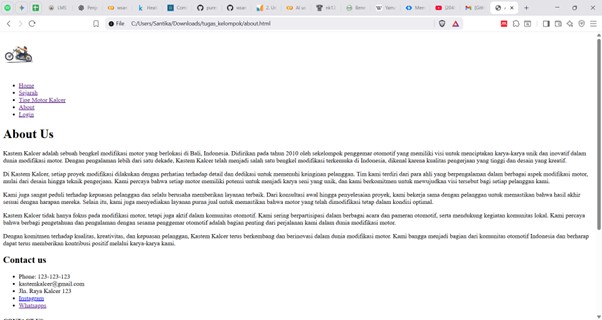 File
C:/Users/Santika/Downloads/tugas_kelompok/about.html
Home
Sejarah
Tipe Motor Kalcer
About
Login
About Us
Kastem Kalcer adalah sebuah bengkel modifikasi motor yang berlokasi di Bali, Indonesia. Didirikan pada tahun 2010 oleh sekelompok penggemar otomotif yang memiliki visi untuk menciptakan karya-karya unik dan inovatif dalam
dunia modifikasi motor. Dengan pengalaman lebih dari satu dekade, Kastem Kalcer telah menjadi salah satu bengkel modifikasi terkemuka di Indonesia, dikenal karena kualitas pengerjaan yang tinggi dan desain yang kreatif.
Di Kastem Kalcer, setiap proyek modifikasi dilakukan dengan perhatian terhadap detail dan dedikasi untuk memenuhi keinginan pelanggan. Tim kami terdiri dari para ahli yang berpengalaman dalam berbagai aspek modifikasi motor,
mulai dari desain hingga teknik pengerjaan. Kami percaya bahwa setiap motor memiliki potensi untuk menjadi karya seni yang unik, dan kami berkomitmen untuk mewujudkan visi tersebut bagi setiap pelanggan kami.
Kami juga sangat peduli terhadap kepuasan pelanggan dan selalu berusaha memberikan layanan terbaik. Dari konsultasi awal hingga penyelesaian proyek, kami bekerja sama dengan pelanggan untuk memastikan bahwa hasil akhir
sesuai dengan harapan mereka. Selain itu, kami juga menyediakan layanan purna jual untuk memastikan bahwa motor yang telah dimodifikasi tetap dalam kondisi optimal.
Kastem Kalcer tidak hanya fokus pada modifikasi motor, tetapi juga aktif dalam komunitas otomotif. Kami sering berpartisipasi dalam berbagai acara dan pameran otomotif, serta mendukung kegiatan komunitas lokal. Kami percaya
bahwa berbagi pengetahuan dan pengalaman dengan sesama penggemar otomotif adalah bagian penting dari perjalanan kami dalam dunia modifikasi motor.
Dengan komitmen terhadap kualitas, kreativitas, dan kepuasan pelanggan, Kastem Kalcer terus berkembang dan berinovasi dalam dunia modifikasi motor. Kami bangga menjadi bagian dari komunitas otomotif Indonesia dan berharap
dapat terus memberikan kontribusi positif melalui karya-karya kami.
Contact us
Phone: 123-123-123
kastemkalcer@gmail.com
Jln. Raya Kalcer 123
Instagram
Whatsapps